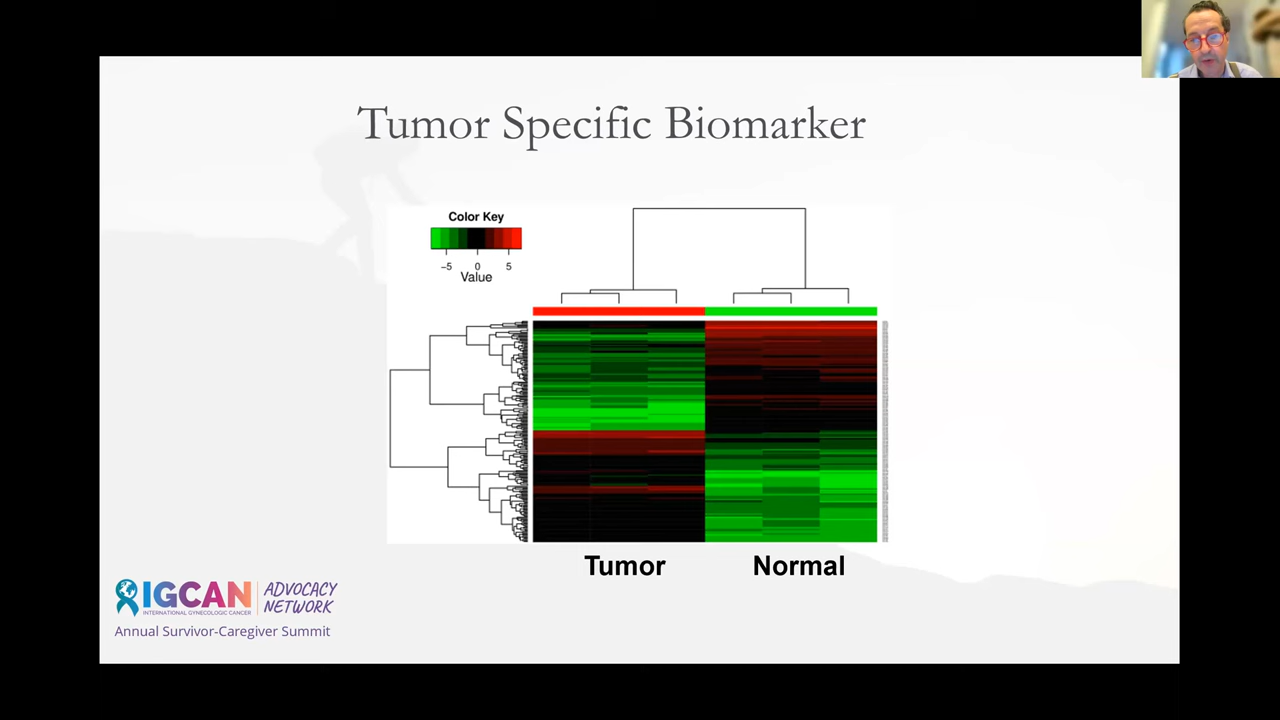 Tumor Specific Biomarker
Color Key
−5 0 5
Value
Tumor Normal
IGCAN
INTERNATIONAL GYNECOLOGIC CANCER
ADVOCACY
NETWORK
Annual Survivor-Caregiver Summit